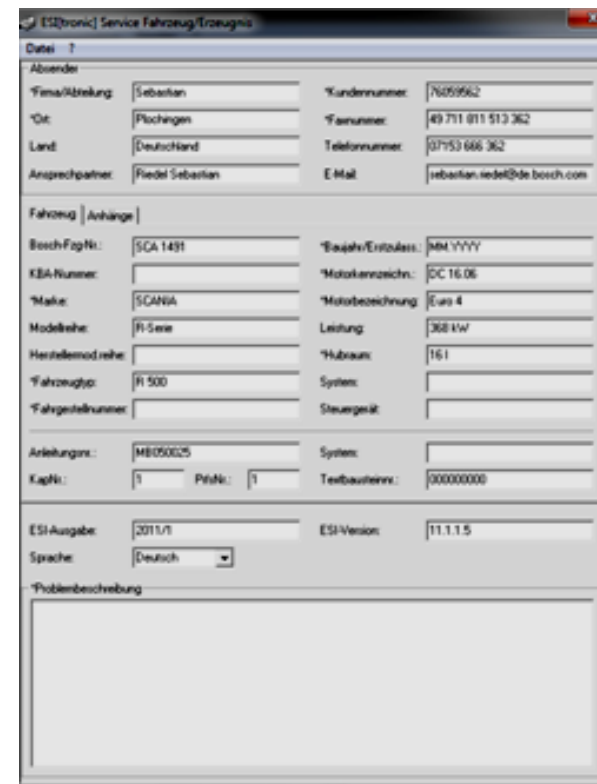 ESI[tronic] Service Fahrzeug/Erzeugnis
Datei ?
Absender
*Firma/Abteilung: Sebastian *Kundennummer: 76059562
*Ort: Plochingen *Faxnummer: 49 711 811 513 362
Land: Deutschland Telefonnummer: 07153 666 362
Ansprechpartner: Riedel Sebastian E-Mail: sebastian.riedel@de.bosch.com
Fahrzeug Anhänge
Bosch-Fzg-Nr.: SCA 1491 *Baujahr/Erstzulass.: MM.YYYY
KBA-Nummer: *Motorkennzeichn.: DC 16.06
*Marke: SCANIA *Motorbezeichnung: Euro 4
Modellreihe: R-Serie Leistung: 368 kW
Herstellermod.reihe: *Hubraum: 16 l
*Fahrzeugtyp: R 500 System:
*Fahrgestellnummer: Steuergerät:
Anleitungsnr.: MB050025 System:
KapNr.: 1 PrfsNr.: 1 Textbausteinnr.: 000000000
ESI-Ausgabe: 2011/1 ESI-Version: 11.1.1.5
Sprache: Deutsch
*Problembeschreibung